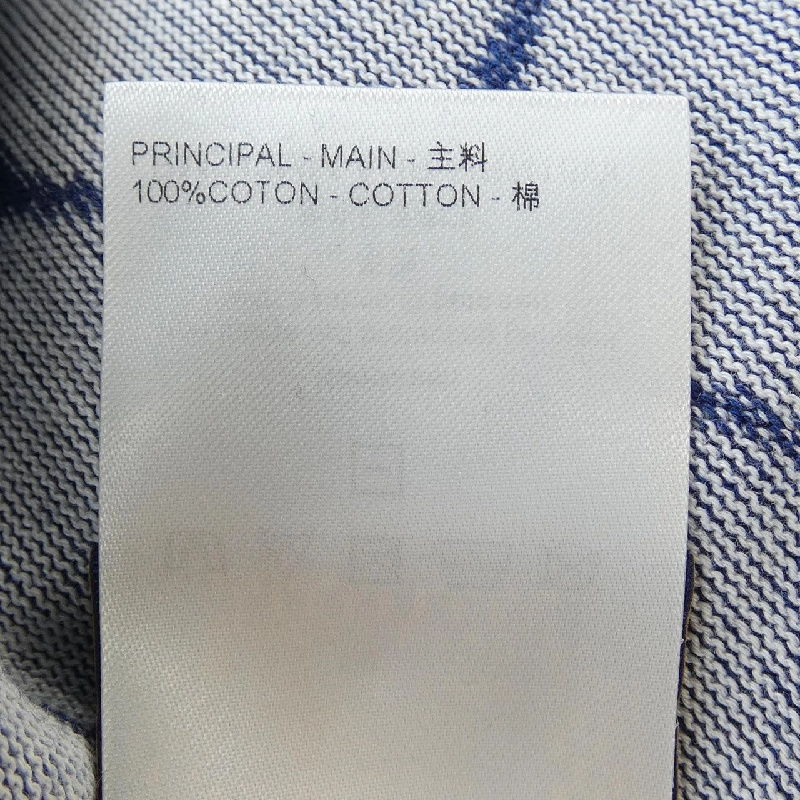 PRINCIPAL - MAIN - 主料
100%COTON - COTTON - 棉